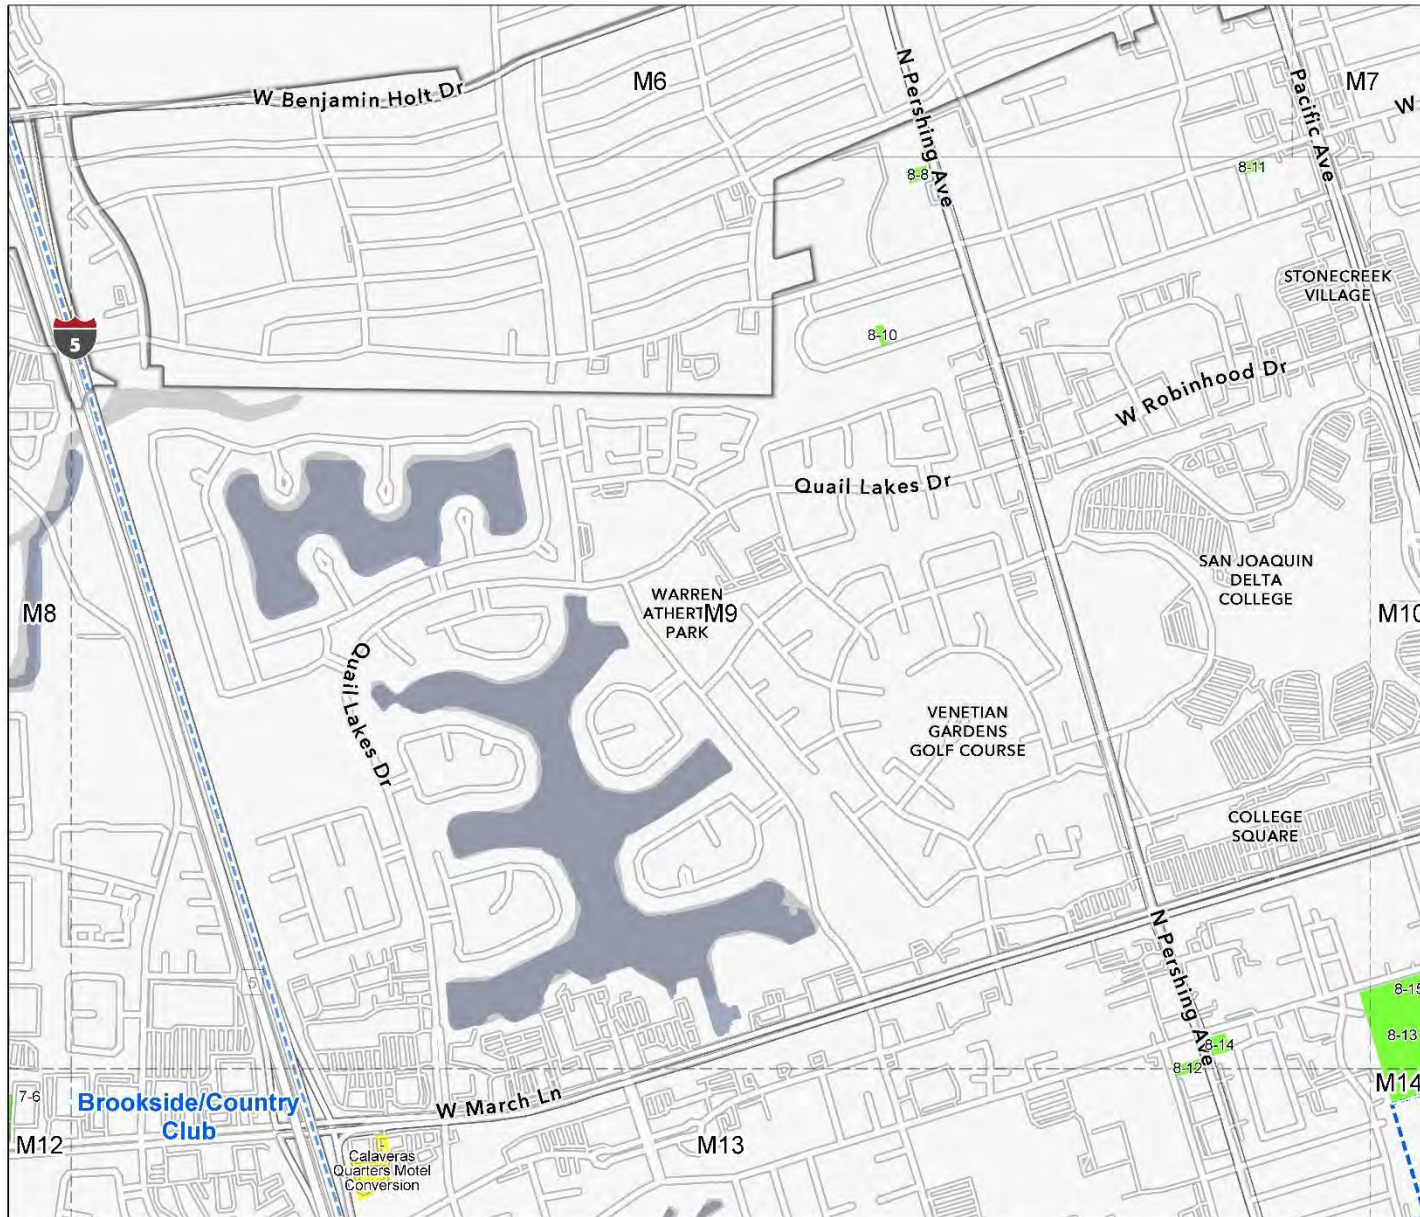 W Benjamin Holt Dr
M6
N Pershing Ave
Pacific Ave
M7
W
8-8
8-11
STONECREEK
VILLAGE
5
8-10
W Robinhood Dr
Quail Lakes Dr
SAN JOAQUIN
DELTA
COLLEGE
M8
WARREN
M9
PARK
M10
Quail Lakes Dr
VENETIAN
GARDENS
GOLF COURSE
COLLEGE
SQUARE
N Pershing Ave
5
8-15
8-13
8-14
8-12
M14
7-6
Brookside/Country
Club
W March Ln
M12
M13
Calaveras
Quarters Motel
Conversion